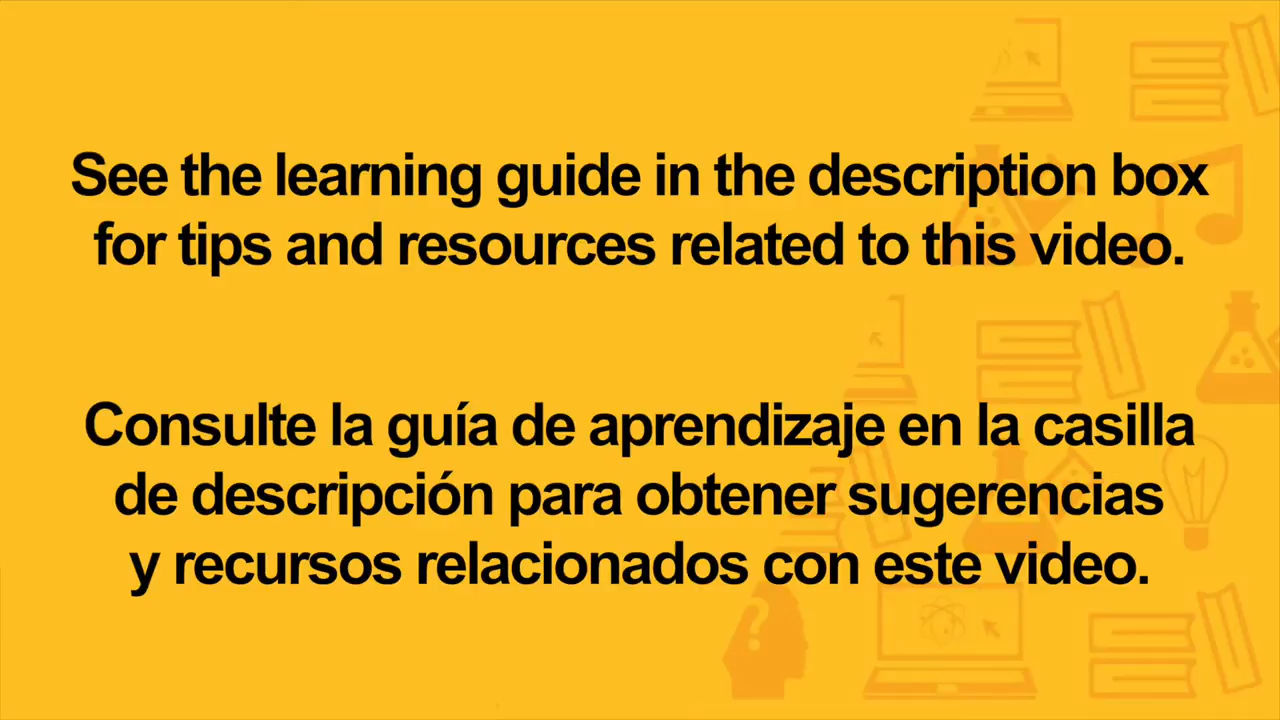 See the learning guide in the description box
for tips and resources related to this video.
Consulte la guía de aprendizaje en la casilla
de descripción para obtener sugerencias
y recursos relacionados con este video.